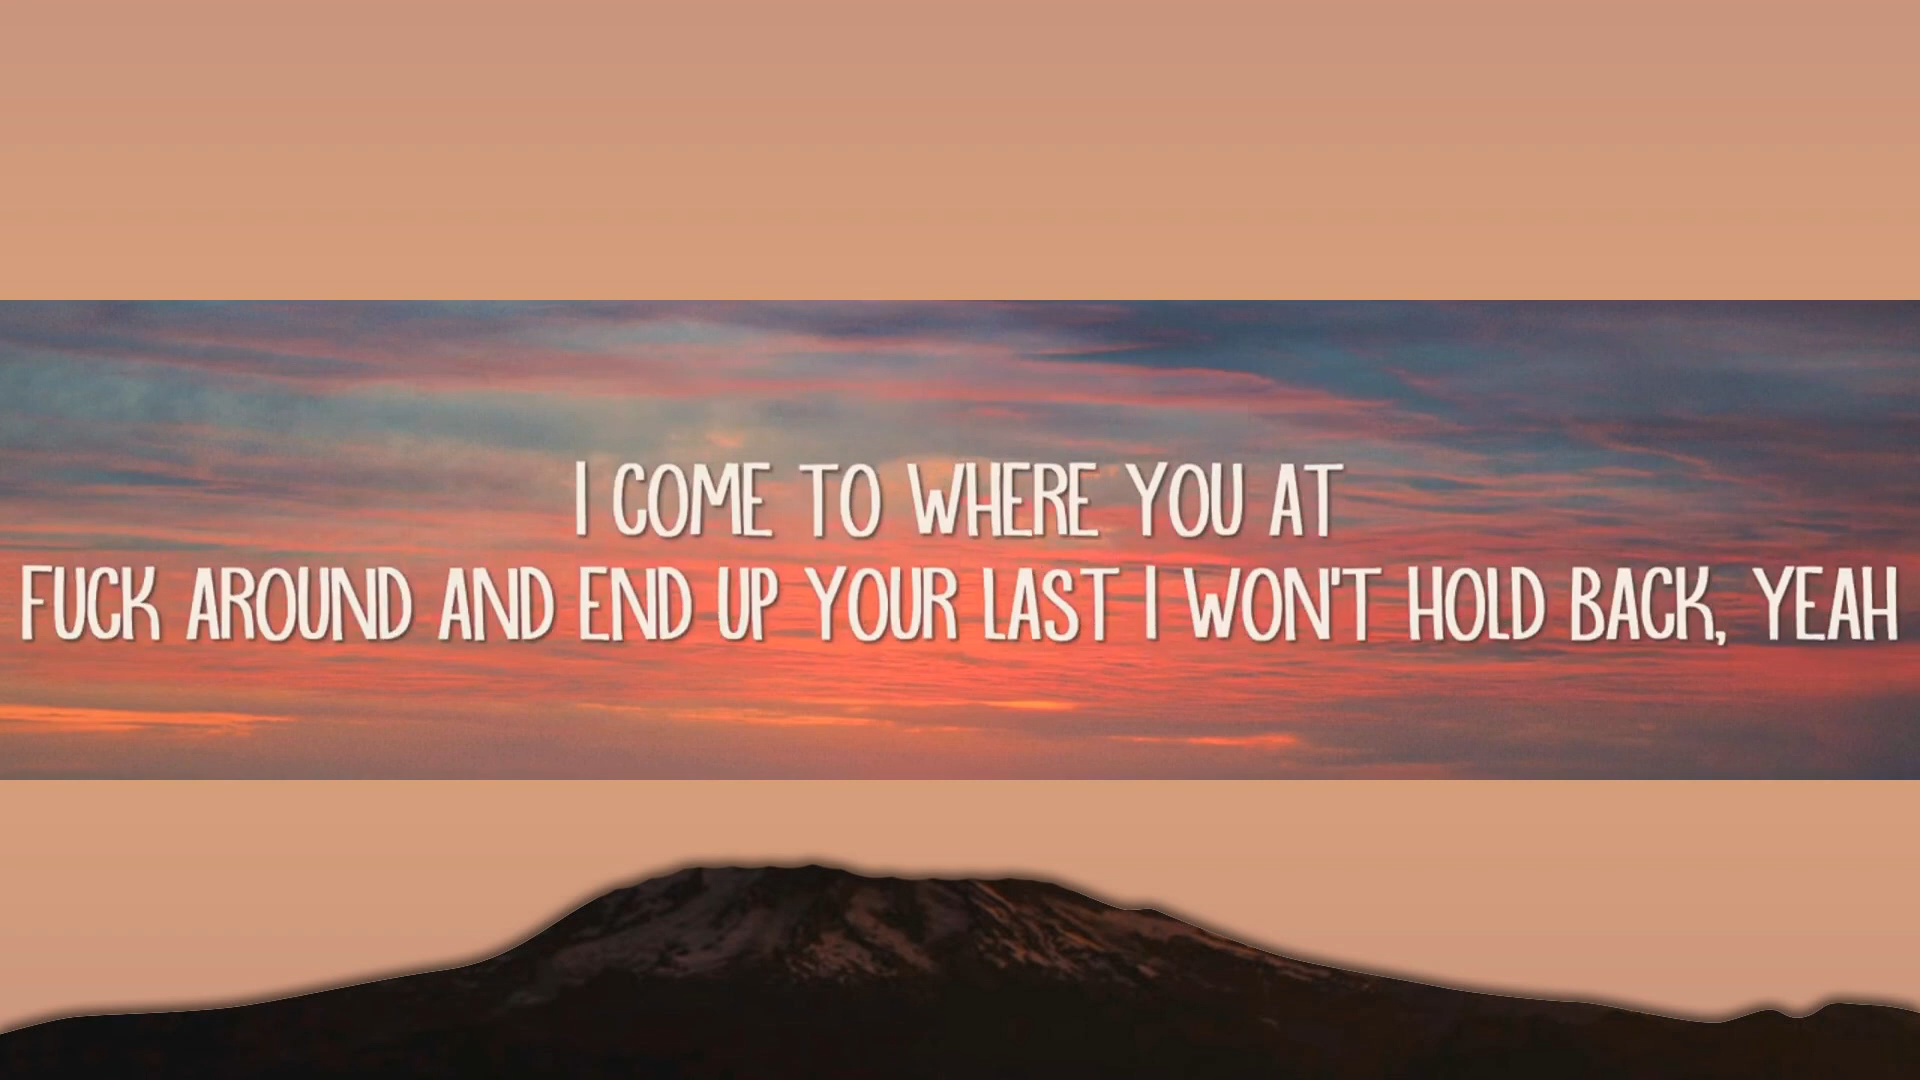 I COME TO WHERE YOU AT
FUCK AROUND AND END UP YOUR LAST I WON'T HOLD BACK, YEAH